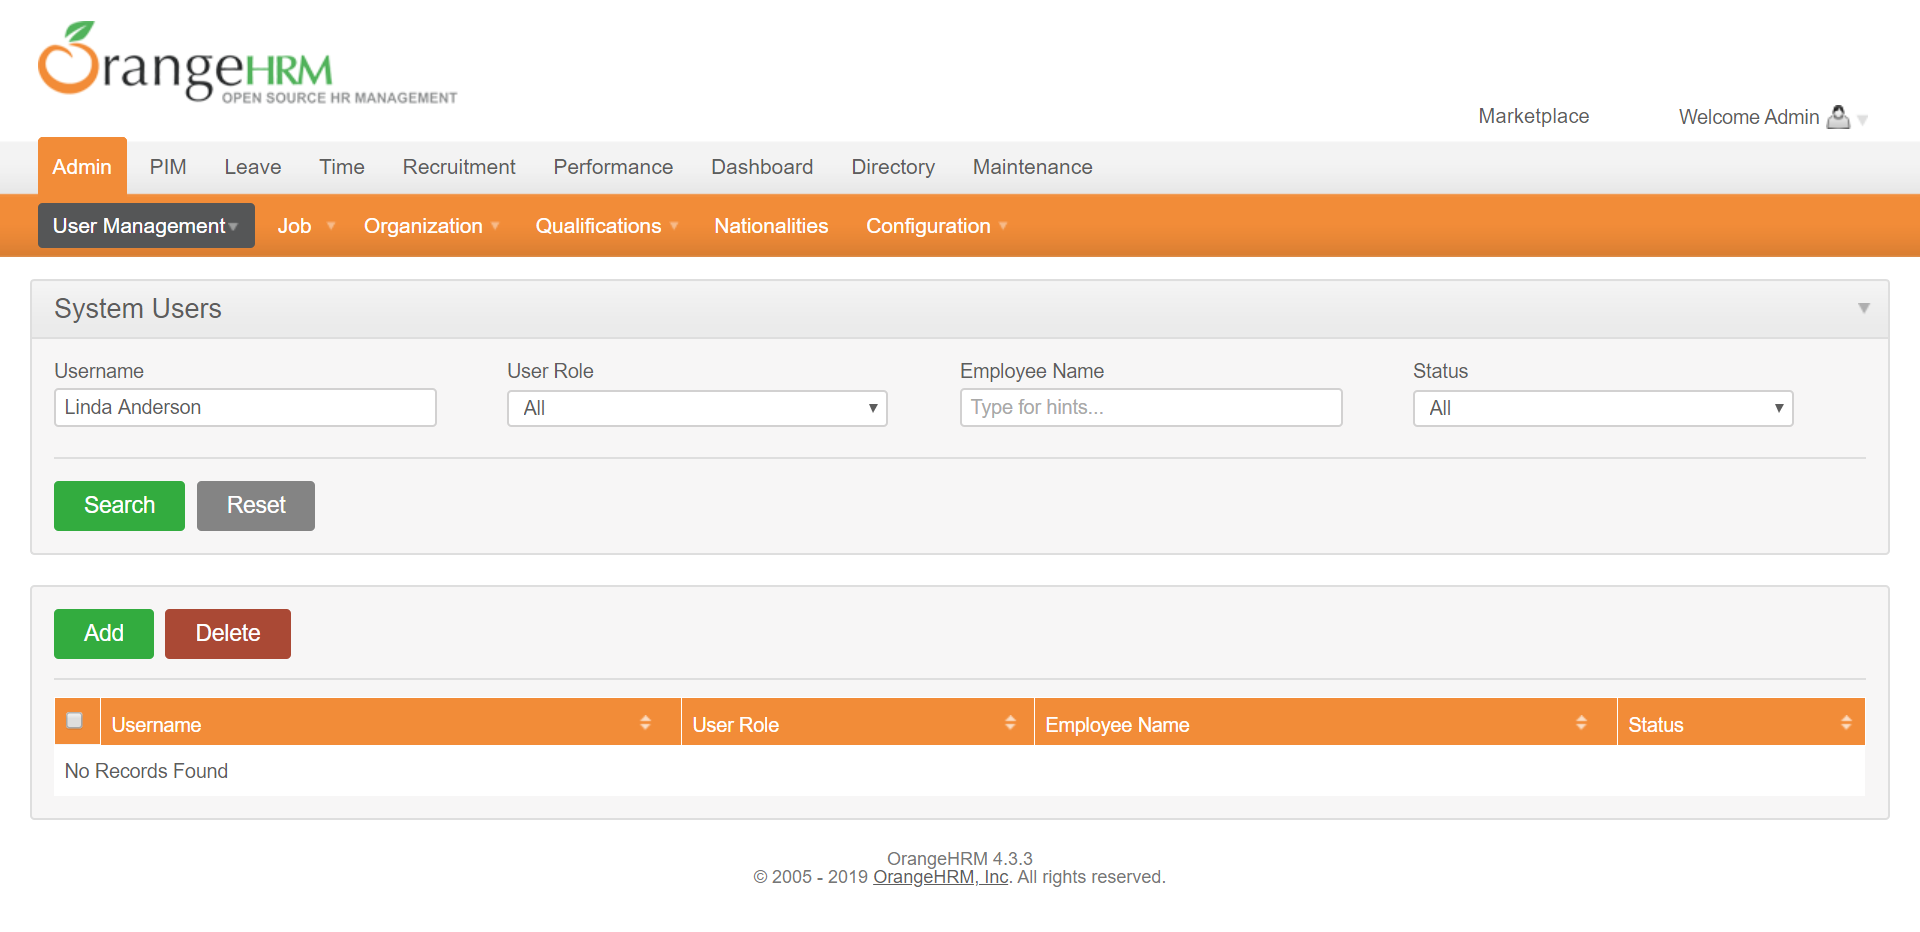 OrangeHRM
OPEN SOURCE HR MANAGEMENT
Marketplace Welcome Admin
Admin PIM Leave Time Recruitment Performance Dashboard Directory Maintenance
User Management Job Organization Qualifications Nationalities Configuration
System Users
Username User Role Employee Name Status
Linda Anderson All Type for hints... All
Search Reset
Add Delete
Username User Role Employee Name Status
No Records Found
OrangeHRM 4.3.3
© 2005 - 2019 OrangeHRM, Inc. All rights reserved.